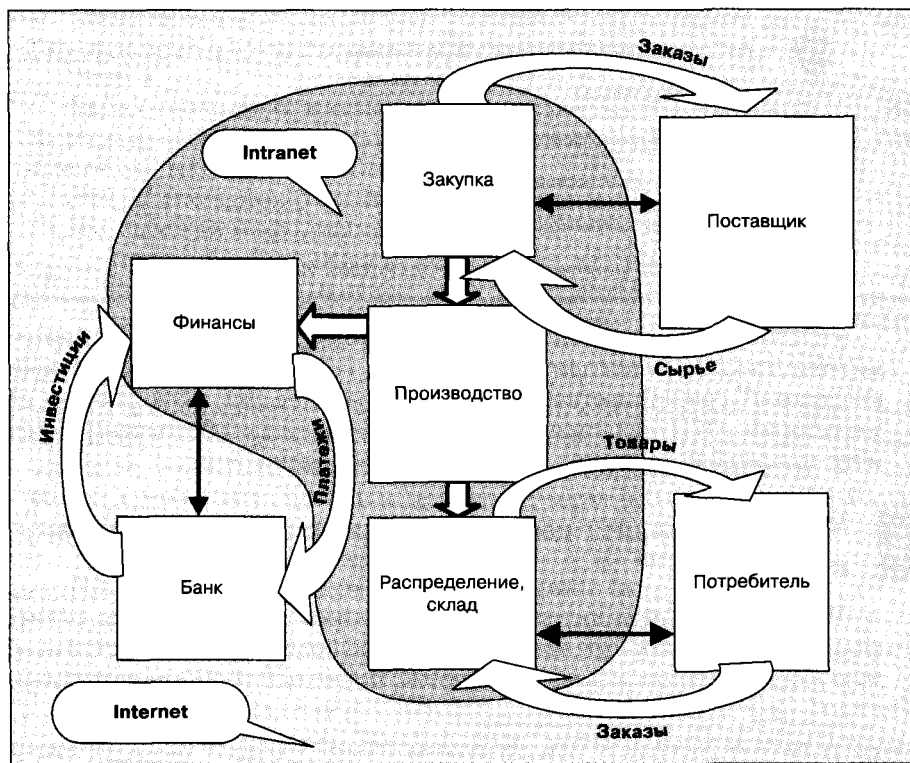 Заказы
Intranet
Закупка
Поставщик
Финансы
Сырье
Инвестиции
Производство
Платежи
Товары
Банк
Распределение,
склад
Потребитель
Internet
Заказы